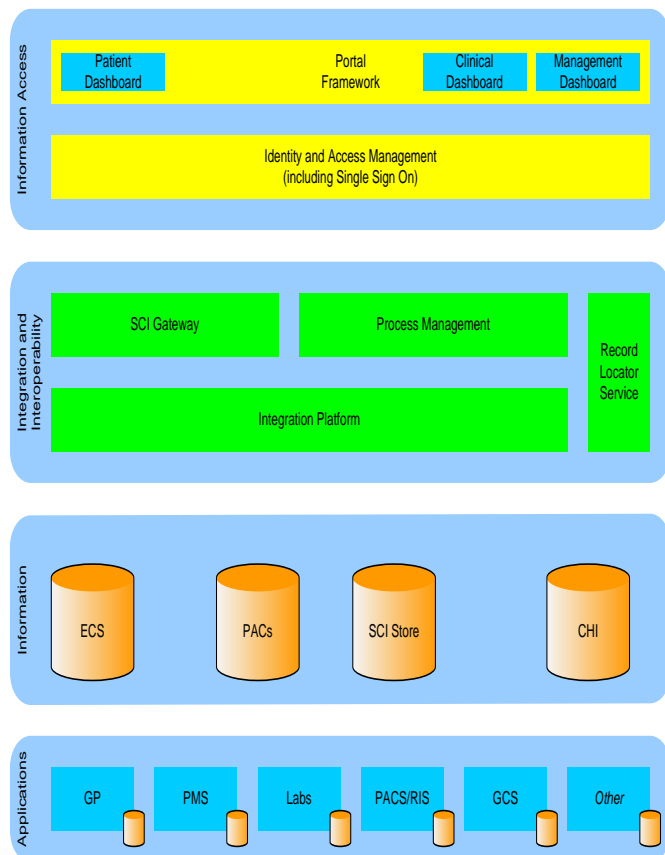 Information Access
Patient
Dashboard
Portal
Framework
Clinical
Dashboard
Management
Dashboard
Identity and Access Management
(including Single Sign On)
Integration and
Interoperability
SCI Gateway
Process Management
Record
Locator
Service
Integration Platform
Information
ECS
PACs
SCI Store
CHI
Applications
GP
PMS
Labs
PACS/RIS
GCS
Other